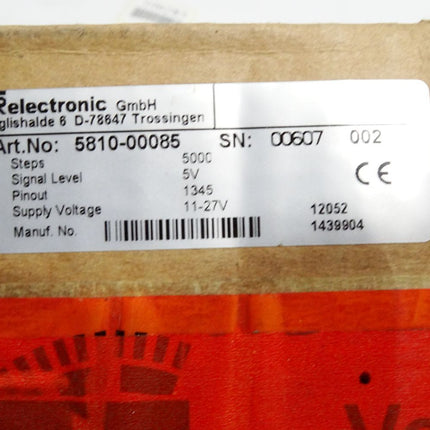 Relectronic GmbH
glishalde 6 D-78647 Trossingen
Art.No: 5810-00085 SN: 00607 002
Steps 5000
Signal Level 5V
Pinout 1345
Supply Voltage 11-27V 12052
Manuf. No. 1439904
CE